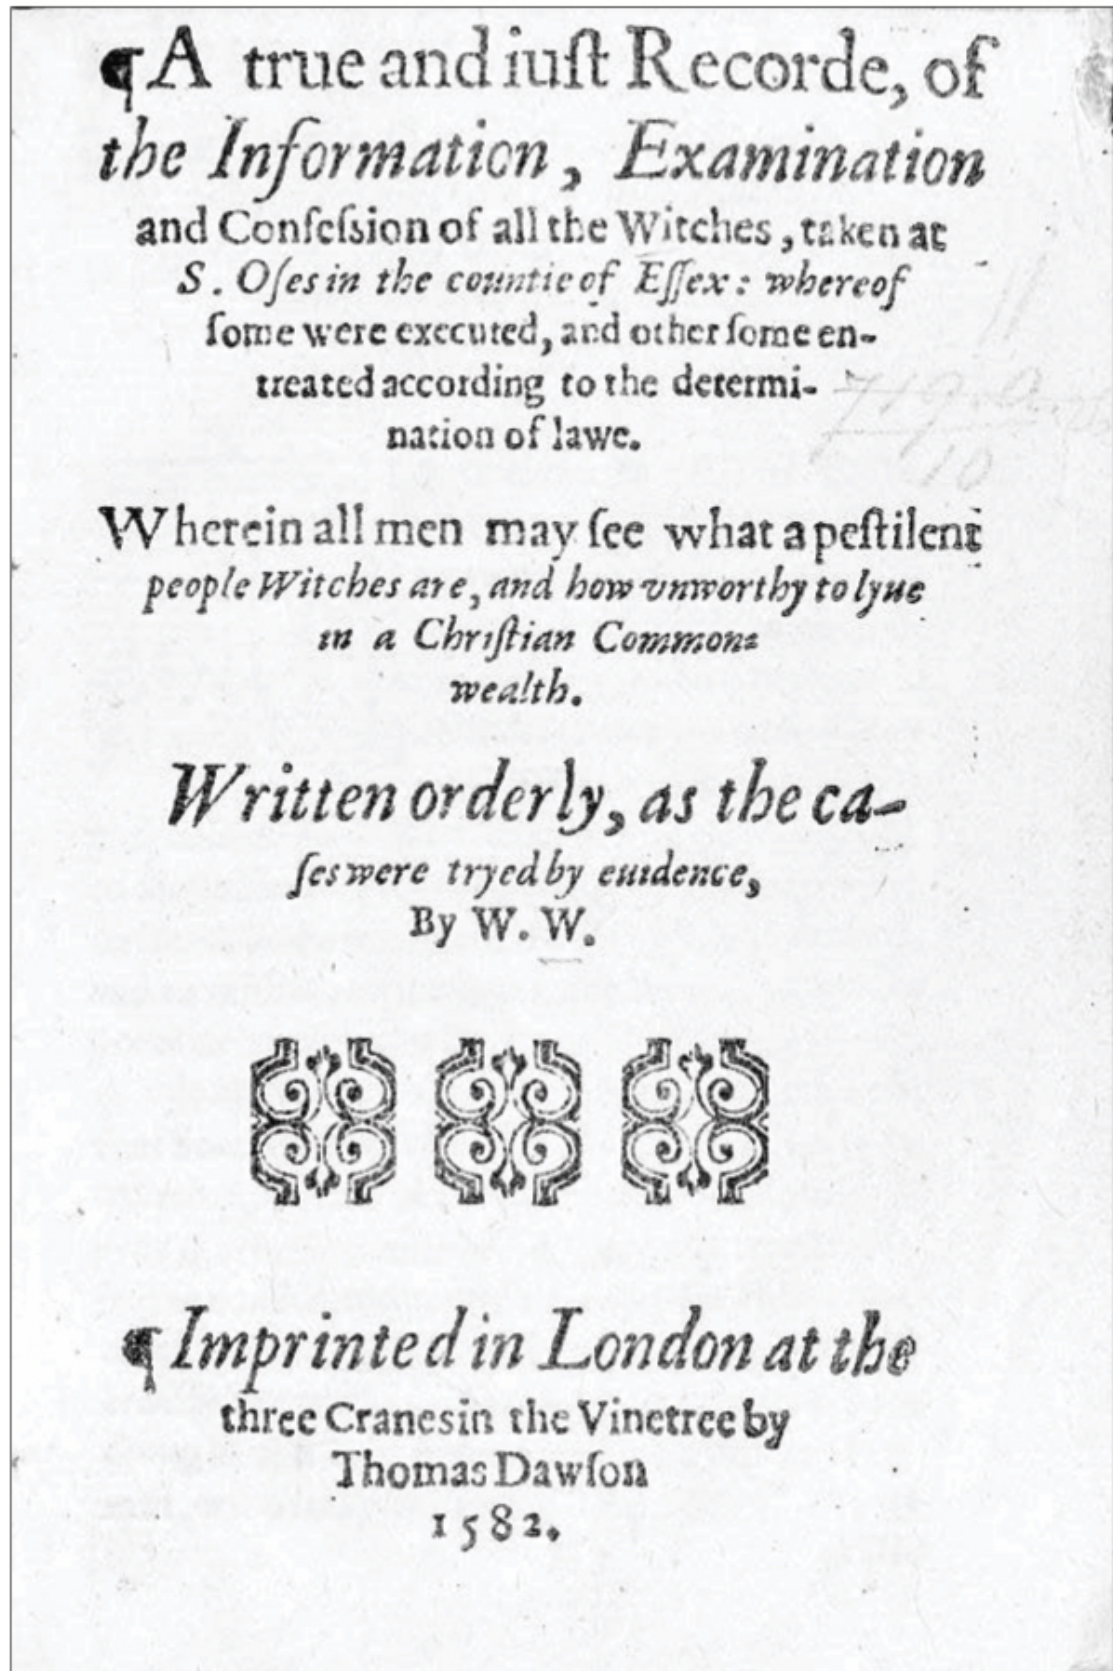 ¶A true and iuſt Recorde, of
the Information, Examination
and Confeſsion of all the Witches, taken at
S. Oſes in the countie of Eſſex: whereof
ſome were executed, and other ſome en-
treated according to the determi-
nation of lawe.
Wherein all men may ſee what a peſtilent
people Witches are, and how vnworthy to lyue
in a Chriſtian Common=
wealth.
Written orderly, as the ca-
ſes were tryed by euidence,
By W. W.
¶Imprinted in London at the
three Cranes in the Vinetree by
Thomas Dawſon
1582.